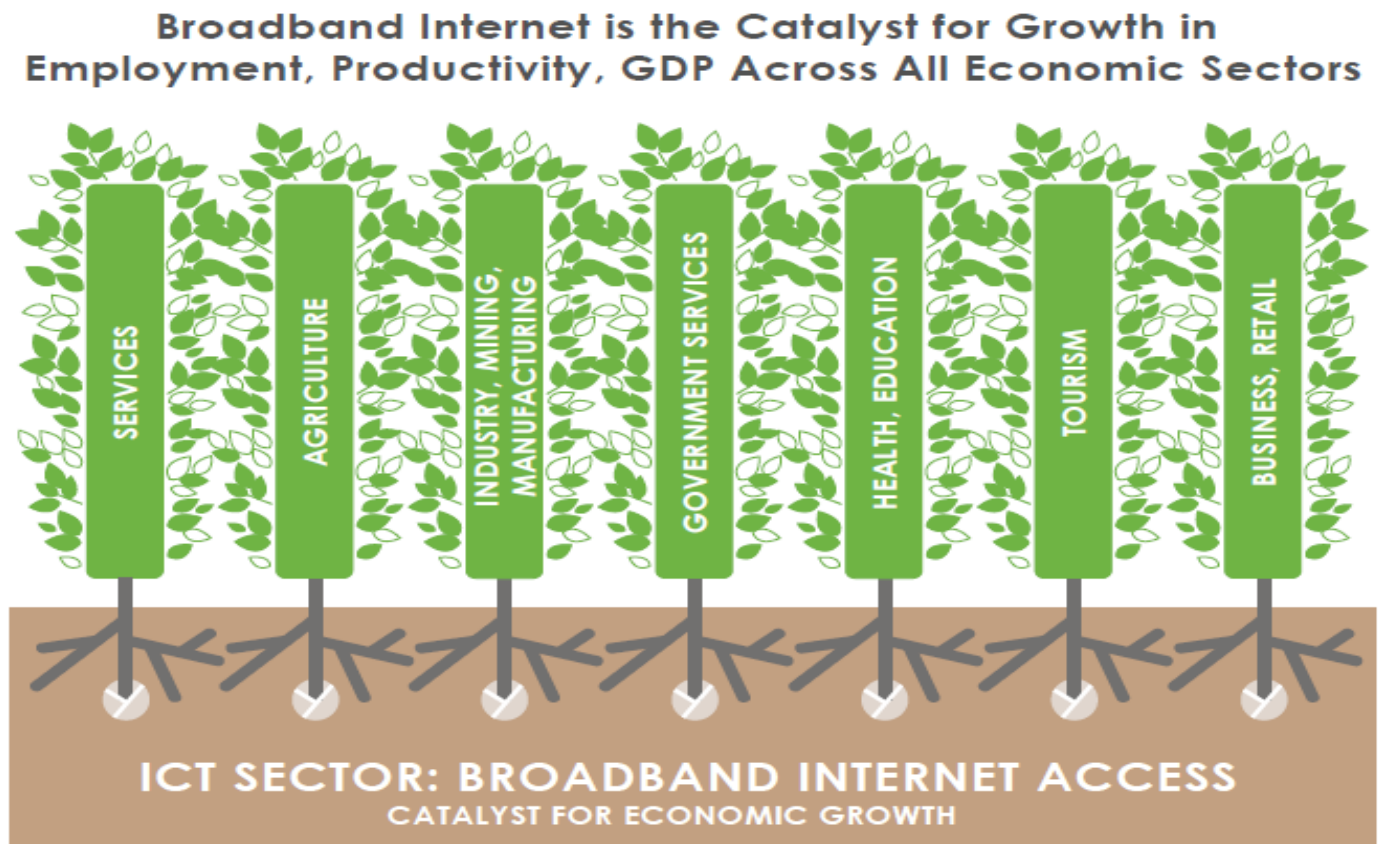 Broadband Internet is the Catalyst for Growth in
Employment, Productivity, GDP Across All Economic Sectors
SERVICES
AGRICULTURE
INDUSTRY, MINING,
MANUFACTURING
GOVERNMENT SERVICES
HEALTH, EDUCATION
TOURISM
BUSINESS, RETAIL
ICT SECTOR: BROADBAND INTERNET ACCESS
CATALYST FOR ECONOMIC GROWTH